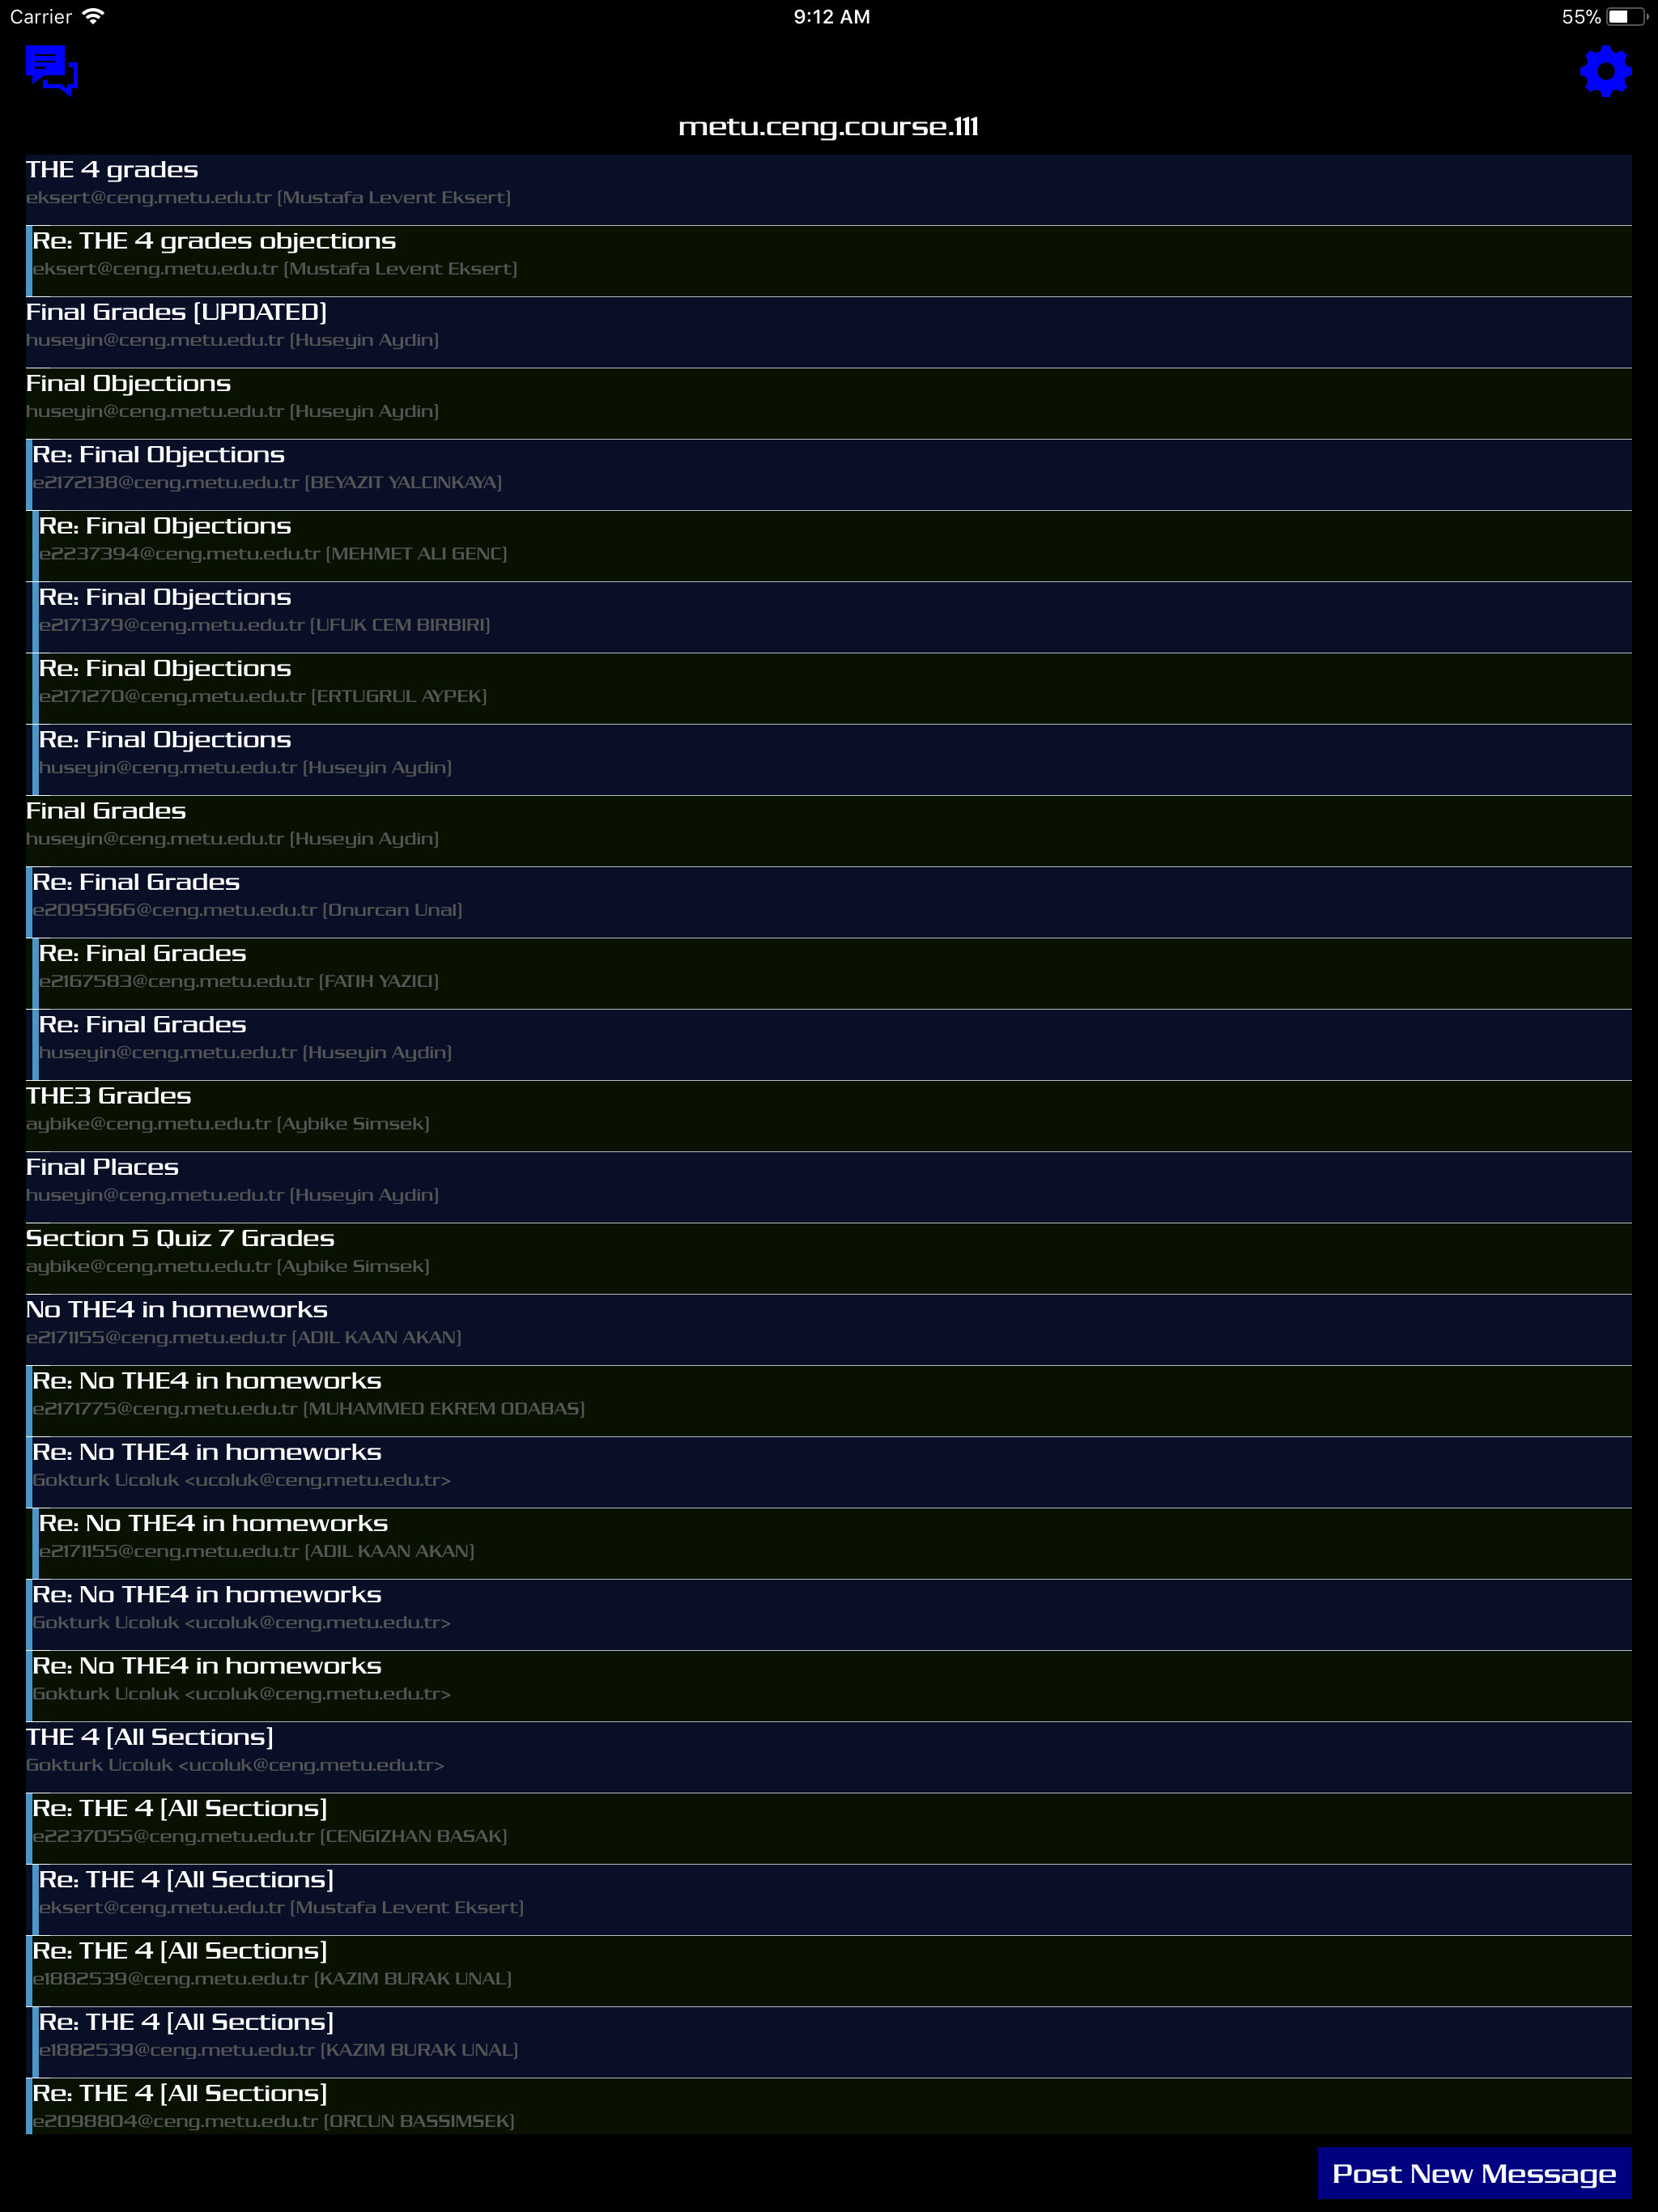 Carrier 9:12 AM 55%
metu.ceng.course.111
THE 4 grades
eksert@ceng.metu.edu.tr (Mustafa Levent Eksert)
Re: THE 4 grades objections
eksert@ceng.metu.edu.tr (Mustafa Levent Eksert)
Final Grades (UPDATED)
huseyin@ceng.metu.edu.tr (Huseyin Aydin)
Final Objections
huseyin@ceng.metu.edu.tr (Huseyin Aydin)
Re: Final Objections
e2172138@ceng.metu.edu.tr (BEYAZIT YALCINKAYA)
Re: Final Objections
e2237394@ceng.metu.edu.tr (MEHMET ALI GENC)
Re: Final Objections
e2171379@ceng.metu.edu.tr (UFUK CEM BIRBIRI)
Re: Final Objections
e2171270@ceng.metu.edu.tr (ERTUGRUL AYPEK)
Re: Final Objections
huseyin@ceng.metu.edu.tr (Huseyin Aydin)
Final Grades
huseyin@ceng.metu.edu.tr (Huseyin Aydin)
Re: Final Grades
e2095966@ceng.metu.edu.tr (Onurcan Unal)
Re: Final Grades
e2167583@ceng.metu.edu.tr (FATIH YAZICI)
Re: Final Grades
huseyin@ceng.metu.edu.tr (Huseyin Aydin)
THE3 Grades
aybike@ceng.metu.edu.tr (Aybike Simsek)
Final Places
huseyin@ceng.metu.edu.tr (Huseyin Aydin)
Section 5 Quiz 7 Grades
aybike@ceng.metu.edu.tr (Aybike Simsek)
No THE4 in homeworks
e2171155@ceng.metu.edu.tr (ADIL KAAN AKAN)
Re: No THE4 in homeworks
e2171775@ceng.metu.edu.tr (MUHAMMED EKREM ODABAS)
Re: No THE4 in homeworks
Gokturk Ucoluk <ucoluk@ceng.metu.edu.tr>
Re: No THE4 in homeworks
e2171155@ceng.metu.edu.tr (ADIL KAAN AKAN)
Re: No THE4 in homeworks
Gokturk Ucoluk <ucoluk@ceng.metu.edu.tr>
Re: No THE4 in homeworks
Gokturk Ucoluk <ucoluk@ceng.metu.edu.tr>
THE 4 [All Sections]
Gokturk Ucoluk <ucoluk@ceng.metu.edu.tr>
Re: THE 4 [All Sections]
e2237055@ceng.metu.edu.tr (CENGIZHAN BASAK)
Re: THE 4 [All Sections]
eksert@ceng.metu.edu.tr (Mustafa Levent Eksert)
Re: THE 4 [All Sections]
e1882539@ceng.metu.edu.tr (KAZIM BURAK UNAL)
Re: THE 4 [All Sections]
e1882539@ceng.metu.edu.tr (KAZIM BURAK UNAL)
Re: THE 4 [All Sections]
e2098804@ceng.metu.edu.tr (ORCUN BASSIMSEK)
Post New Message